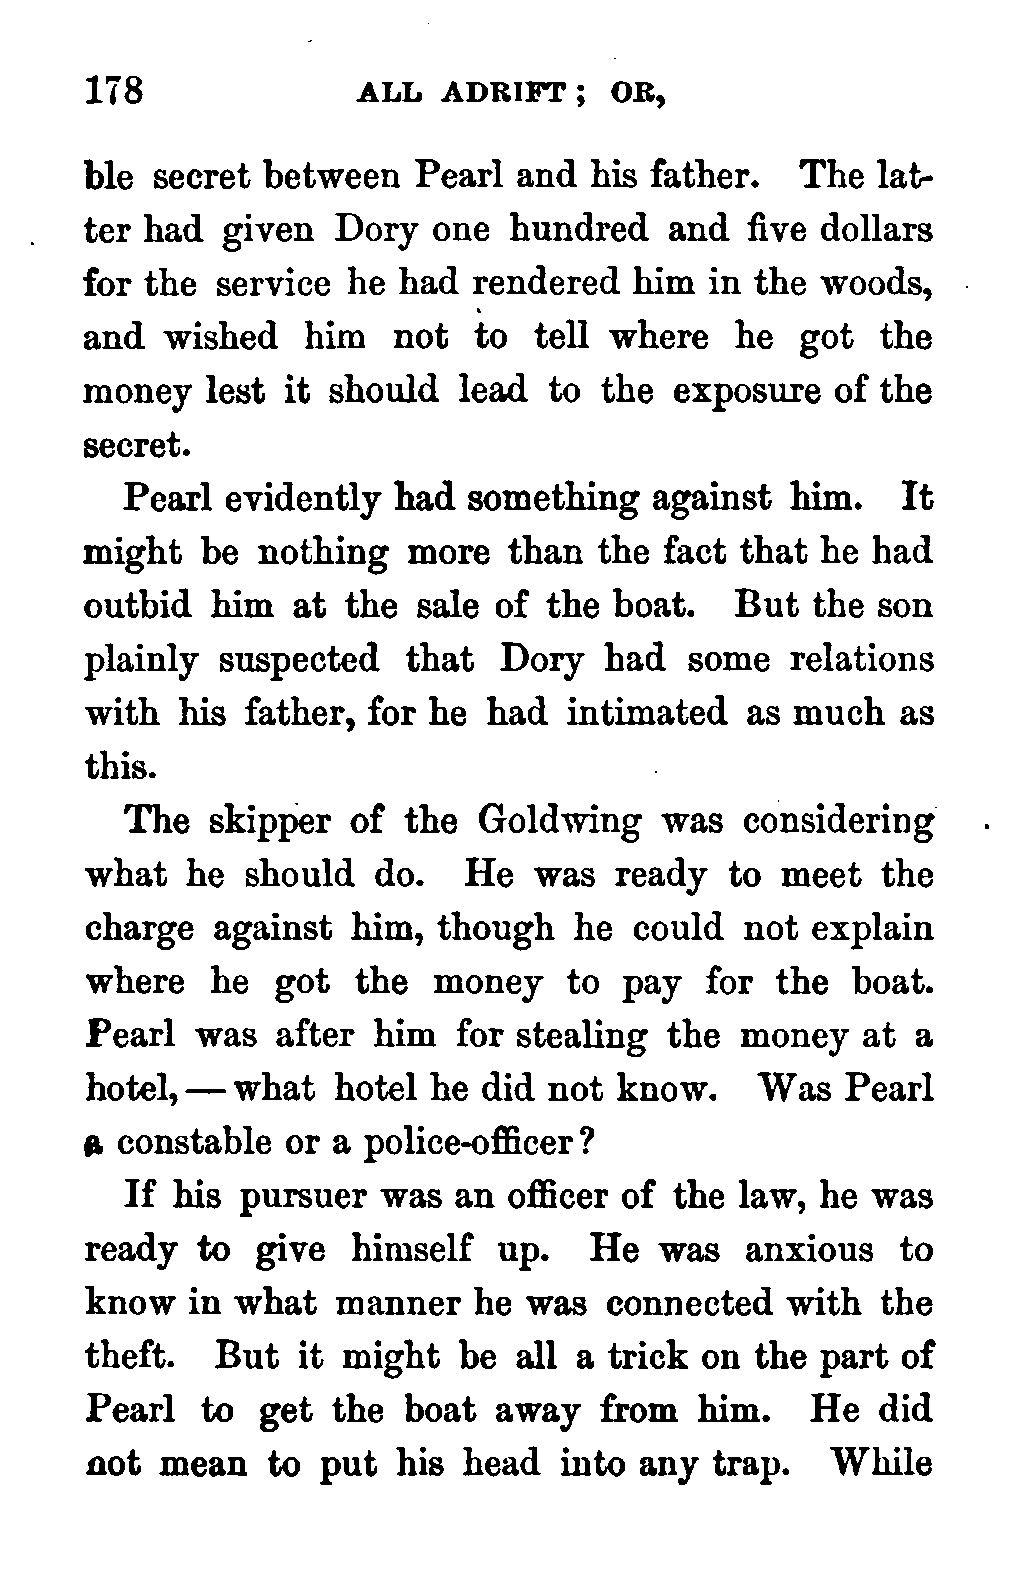 178 ALL ADRIFT; OR,
ble secret between Pearl and his father. The lat-
ter had given Dory one hundred and five dollars
for the service he had rendered him in the woods,
and wished him not to tell where he got the
money lest it should lead to the exposure of the
secret.
Pearl evidently had something against him. It
might be nothing more than the fact that he had
outbid him at the sale of the boat. But the son
plainly suspected that Dory had some relations
with his father, for he had intimated as much as
this.
The skipper of the Goldwing was considering
what he should do. He was ready to meet the
charge against him, though he could not explain
where he got the money to pay for the boat.
Pearl was after him for stealing the money at a
hotel, — what hotel he did not know. Was Pearl
a constable or a police-officer?
If his pursuer was an officer of the law, he was
ready to give himself up. He was anxious to
know in what manner he was connected with the
theft. But it might be all a trick on the part of
Pearl to get the boat away from him. He did
not mean to put his head into any trap. While